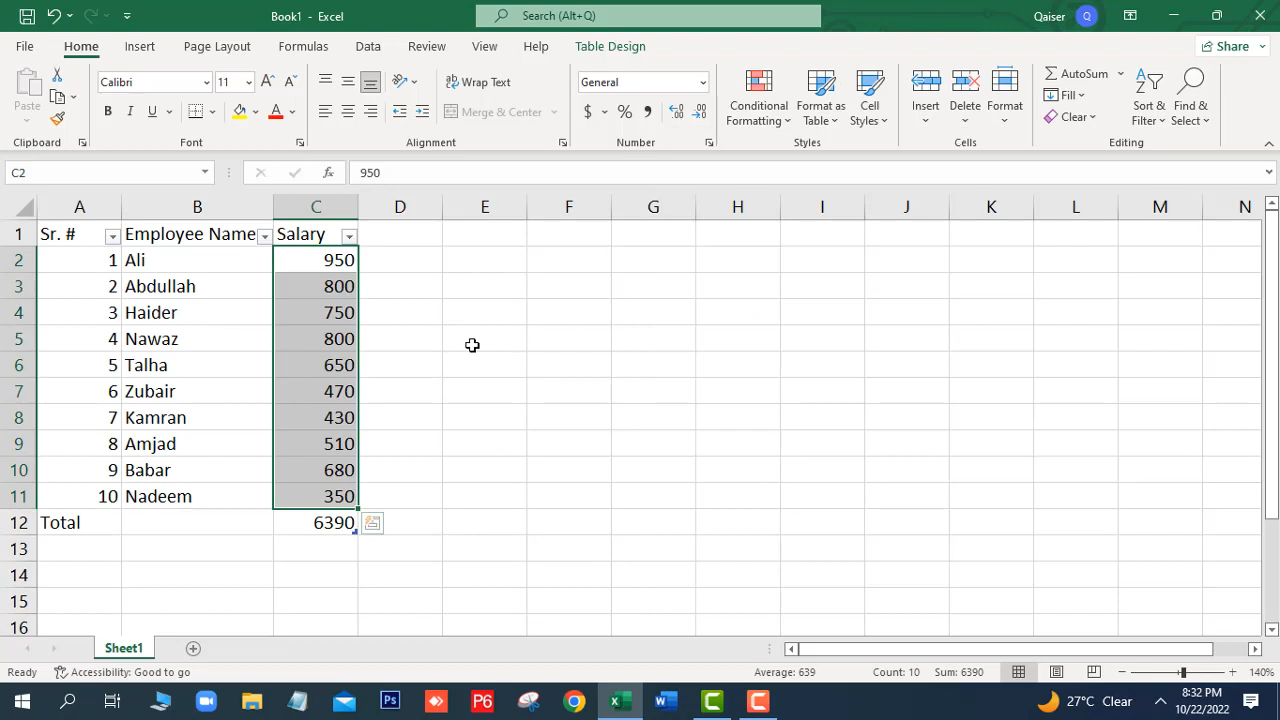 Book1 - Excel
Search (Alt+Q)
Qaiser
Q
File Home Insert Page Layout Formulas Data Review View Help Table Design
Share
Paste
Calibri 11
Wrap Text
General
Merge & Center
B I U
$ % ,
Conditional Formatting
Format as Table
Cell Styles
Insert
Delete
Format
AutoSum
Fill
Clear
Sort & Filter
Find & Select
Clipboard Font Alignment Number Styles Cells Editing
C2 fx 950
A B C D E F G H I J K L M N
1 Sr. # Employee Name Salary
2 1 Ali 950
3 2 Abdullah 800
4 3 Haider 750
5 4 Nawaz 800
6 5 Talha 650
7 6 Zubair 470
8 7 Kamran 430
9 8 Amjad 510
10 9 Babar 680
11 10 Nadeem 350
12 Total 6390
13
14
15
16
Sheet1
Ready Accessibility: Good to go Average: 639 Count: 10 Sum: 6390 140%
Ps P6 27°C Clear 8:32 PM
10/22/2022